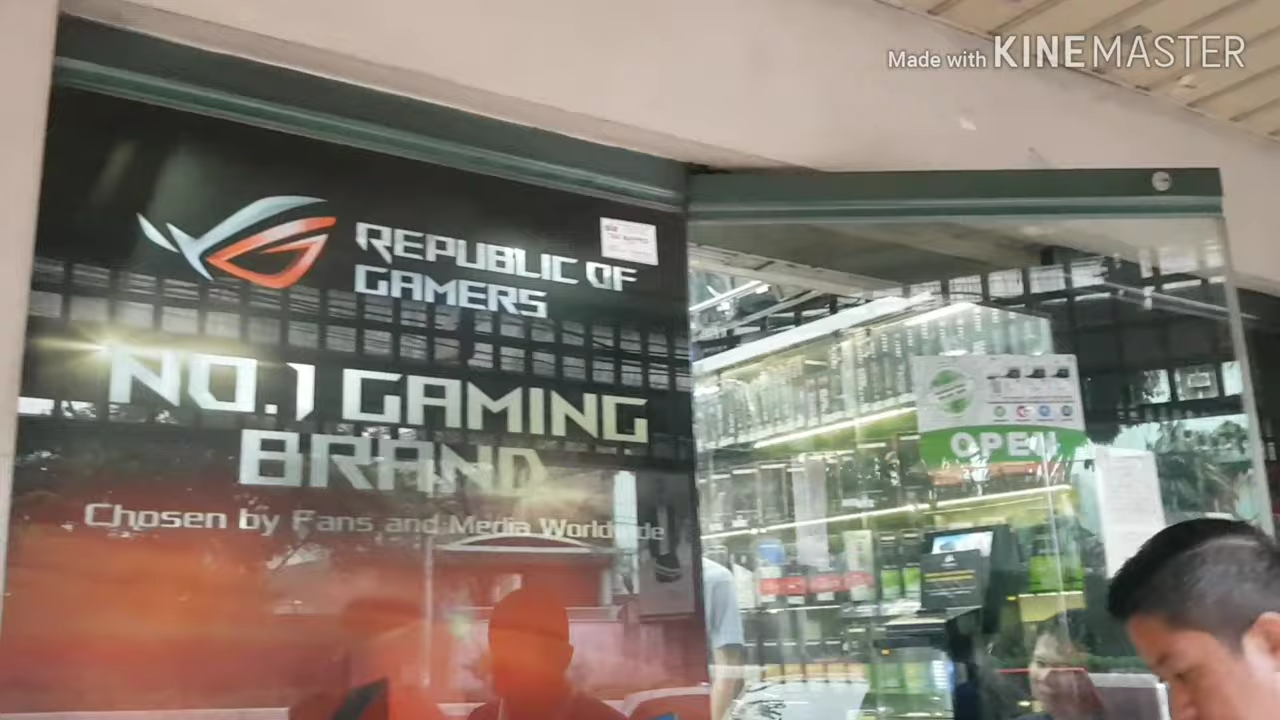 Made with KINEMASTER
REPUBLIC OF
GAMERS
NO.1 GAMING
BRAND
Chosen by Fans and Media Worldwide
OPEN